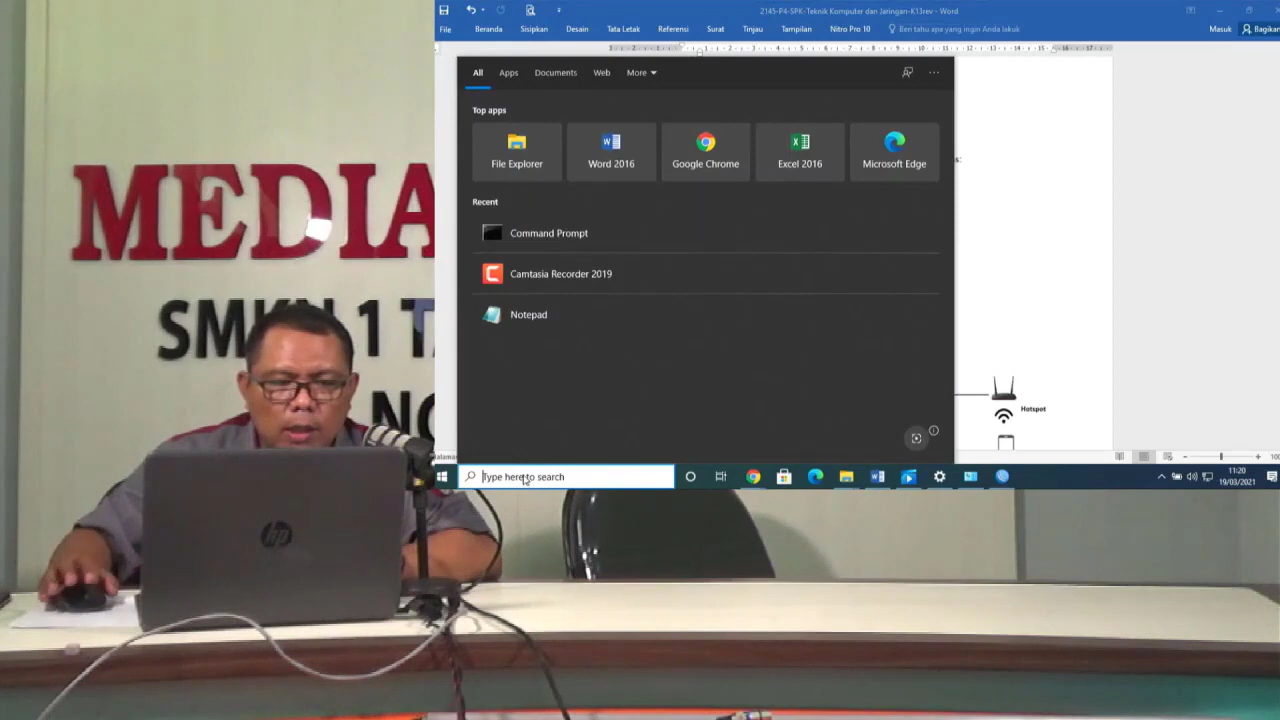 2145-P4-SPK-Teknik Komputer dan Jaringan-K13rev - Word
File Beranda Sisipkan Desain Tata Letak Referensi Surat Tinjau Tampilan Nitro Pro 10 Beri tahu apa yang ingin Anda lakukan Masuk Bagikan
All Apps Documents Web More
Top apps
File Explorer Word 2016 Google Chrome Excel 2016 Microsoft Edge
Recent
Command Prompt
Camtasia Recorder 2019
Notepad
Hotspot
Type here to search
11:20
19/03/2021
MEDIA
SMKN 1 T